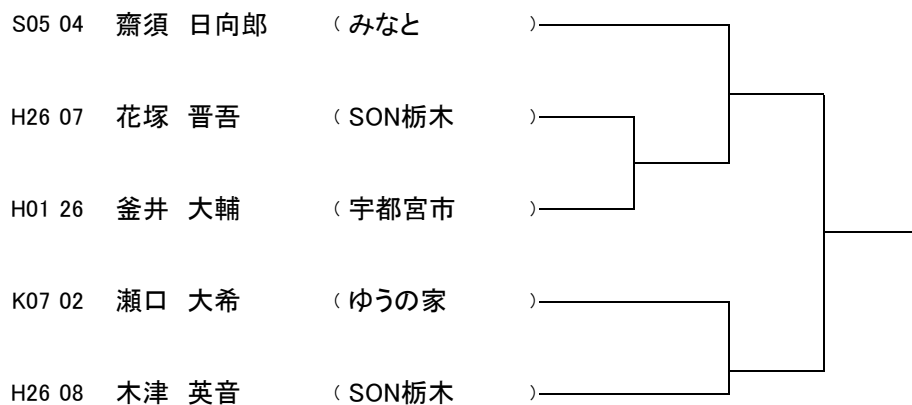 S05 04 齋須 日向郎 （ みなと ）
H26 07 花塚 晋吾 （ SON栃木 ）
H01 26 釜井 大輔 （ 宇都宮市 ）
K07 02 瀬口 大希 （ ゆうの家 ）
H26 08 木津 英音 （ SON栃木 ）